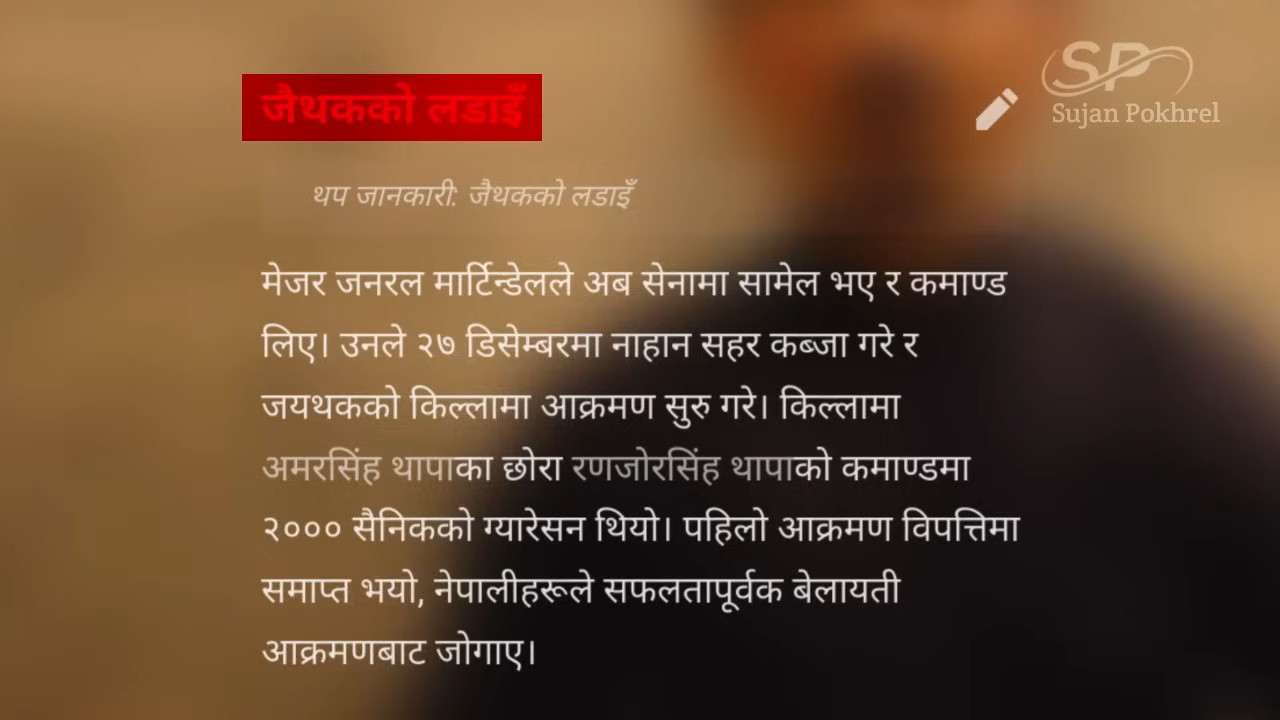 SP
Sujan Pokhrel
जैथकको लडाइँ
थप जानकारी: जैथकको लडाइँ
मेजर जनरल मार्टिन्डेलले अब सेनामा सामेल भए र कमाण्ड
लिए। उनले २७ डिसेम्बरमा नाहान सहर कब्जा गरे र
जयथकको किल्लामा आक्रमण सुरु गरे। किल्लामा
अमरसिंह थापाका छोरा रणजोरसिंह थापाको कमाण्डमा
२००० सैनिकको ग्यारेसन थियो। पहिलो आक्रमण विपत्तिमा
समाप्त भयो, नेपालीहरूले सफलतापूर्वक बेलायती
आक्रमणबाट जोगाए।